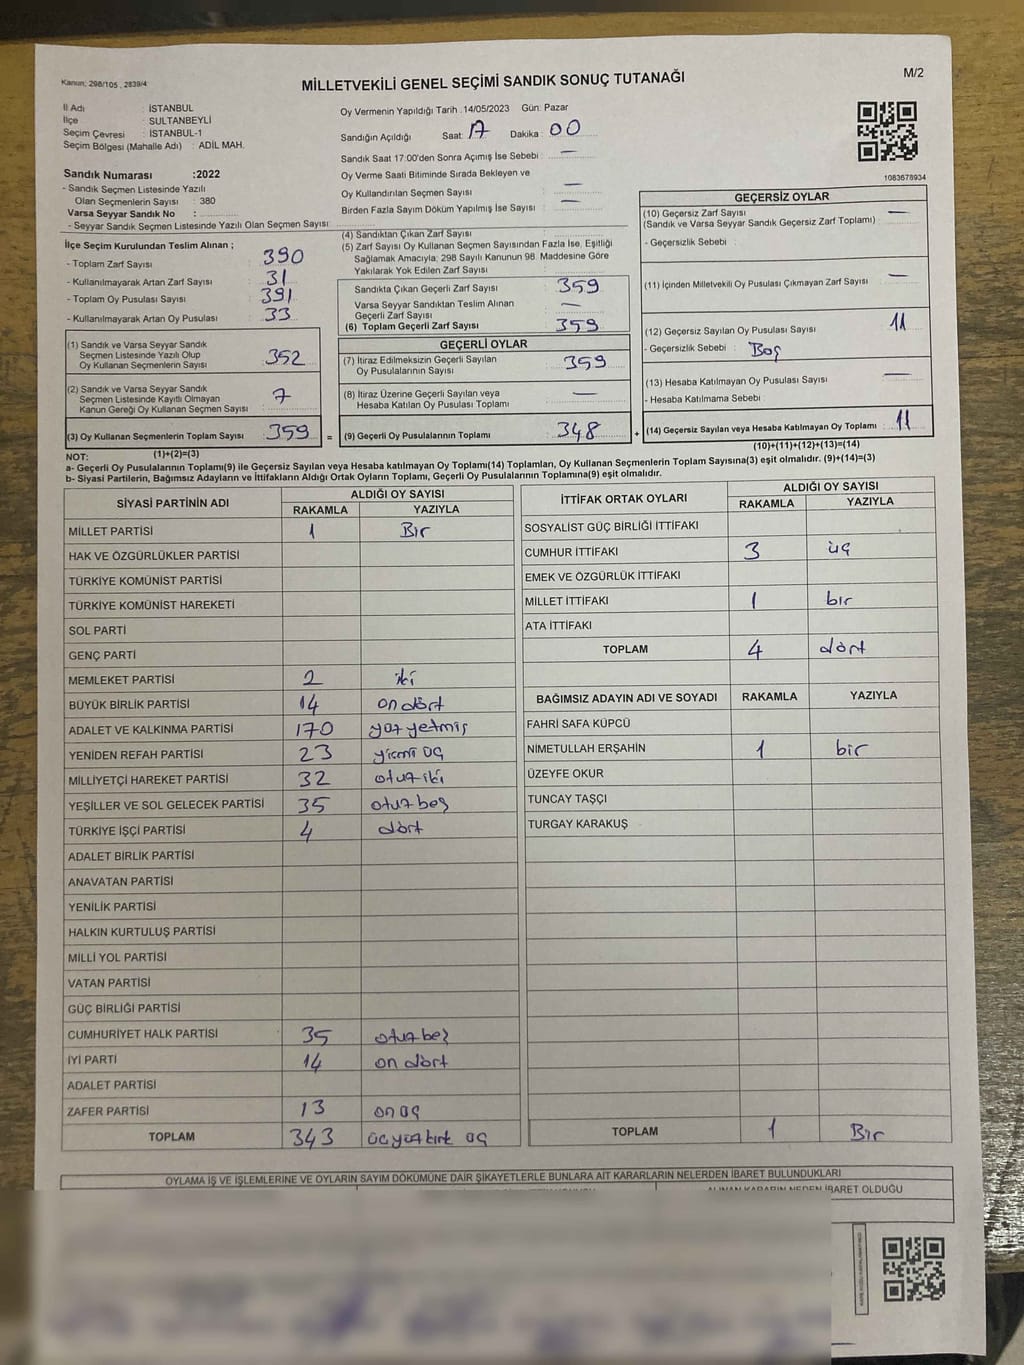 Kanun: 298/105 , 2839/4
MİLLETVEKİLİ GENEL SEÇİMİ SANDIK SONUÇ TUTANAĞI
M/2
İl Adı : İSTANBUL
İlçe : SULTANBEYLİ
Seçim Çevresi : İSTANBUL-1
Seçim Bölgesi (Mahalle Adı) : ADİL MAH.
Sandık Numarası :2022
- Sandık Seçmen Listesinde Yazılı
Olan Seçmenlerin Sayısı : 380
Varsa Seyyar Sandık No :
- Seyyar Sandık Seçmen Listesinde Yazılı Olan Seçmen Sayısı
İlçe Seçim Kurulundan Teslim Alınan ;
- Toplam Zarf Sayısı 390
- Kullanılmayarak Artan Zarf Sayısı 31
- Toplam Oy Pusulası Sayısı 391
- Kullanılmayarak Artan Oy Pusulası 33
(1) Sandık ve Varsa Seyyar Sandık
Seçmen Listesinde Yazılı Olup
Oy Kullanan Seçmenlerin Sayısı 352
(2) Sandık ve Varsa Seyyar Sandık
Seçmen Listesinde Kayıtlı Olmayan
Kanun Gereği Oy Kullanan Seçmen Sayısı 7
(3) Oy Kullanan Seçmenlerin Toplam Sayısı 359 =
(1)+(2)=(3)
Oy Vermenin Yapıldığı Tarih :14/05/2023 Gün: Pazar
Sandığın Açıldığı Saat: 17 Dakika: 00
Sandık Saat 17:00'den Sonra Açımış İse Sebebi : —
Oy Verme Saati Bitiminde Sırada Bekleyen ve
Oy Kullandırılan Seçmen Sayısı : —
Birden Fazla Sayım Döküm Yapılmış İse Sayısı : —
(4) Sandıktan Çıkan Zarf Sayısı
(5) Zarf Sayısı Oy Kullanan Seçmen Sayısından Fazla İse, Eşitliği
Sağlamak Amacıyla; 298 Sayılı Kanunun 98. Maddesine Göre
Yakılarak Yok Edilen Zarf Sayısı :
Sandıkta Çıkan Geçerli Zarf Sayısı : 359
Varsa Seyyar Sandıktan Teslim Alınan
Geçerli Zarf Sayısı : —
(6) Toplam Geçerli Zarf Sayısı : 359
GEÇERLİ OYLAR
(7) İtiraz Edilmeksizin Geçerli Sayılan
Oy Pusulalarının Sayısı : 359
(8) İtiraz Üzerine Geçerli Sayılan veya
Hesaba Katılan Oy Pusulası Toplamı : —
(9) Geçerli Oy Pusulalarının Toplamı : 348 +
1083678934
GEÇERSİZ OYLAR
(10) Geçersiz Zarf Sayısı : —
(Sandık ve Varsa Seyyar Sandık Geçersiz Zarf Toplamı)
- Geçersizlik Sebebi :
(11) İçinden Milletvekili Oy Pusulası Çıkmayan Zarf Sayısı : —
(12) Geçersiz Sayılan Oy Pusulası Sayısı : 11
- Geçersizlik Sebebi : Boş
(13) Hesaba Katılmayan Oy Pusulası Sayısı : —
- Hesaba Katılmama Sebebi :
(14) Geçersiz Sayılan veya Hesaba Katılmayan Oy Toplamı : 11
(10)+(11)+(12)+(13)=(14)
NOT:
a- Geçerli Oy Pusulalarının Toplamı(9) ile Geçersiz Sayılan veya Hesaba katılmayan Oy Toplamı(14) Toplamları, Oy Kullanan Seçmenlerin Toplam Sayısına(3) eşit olmalıdır. (9)+(14)=(3)
b- Siyasi Partilerin, Bağımsız Adayların ve İttifakların Aldığı Ortak Oyların Toplamı, Geçerli Oy Pusulalarının Toplamına(9) eşit olmalıdır.
SİYASİ PARTİNİN ADI ALDIĞI OY SAYISI
RAKAMLA YAZIYLA
MİLLET PARTİSİ 1 Bir
HAK VE ÖZGÜRLÜKLER PARTİSİ
TÜRKİYE KOMÜNİST PARTİSİ
TÜRKİYE KOMÜNİST HAREKETİ
SOL PARTİ
GENÇ PARTİ
MEMLEKET PARTİSİ 2 iki
BÜYÜK BİRLİK PARTİSİ 14 on dört
ADALET VE KALKINMA PARTİSİ 170 yüz yetmiş
YENİDEN REFAH PARTİSİ 23 yirmi üç
MİLLİYETÇİ HAREKET PARTİSİ 32 otuz iki
YEŞİLLER VE SOL GELECEK PARTİSİ 35 otuz beş
TÜRKİYE İŞÇİ PARTİSİ 4 dört
ADALET BİRLİK PARTİSİ
ANAVATAN PARTİSİ
YENİLİK PARTİSİ
HALKIN KURTULUŞ PARTİSİ
MİLLİ YOL PARTİSİ
VATAN PARTİSİ
GÜÇ BİRLİĞİ PARTİSİ
CUMHURİYET HALK PARTİSİ 35 otuz beş
İYİ PARTİ 14 on dört
ADALET PARTİSİ
ZAFER PARTİSİ 13 on üç
TOPLAM 343 üç yüz kırk üç
İTTİFAK ORTAK OYLARI ALDIĞI OY SAYISI
RAKAMLA YAZIYLA
SOSYALİST GÜÇ BİRLİĞİ İTTİFAKI
CUMHUR İTTİFAKI 3 üç
EMEK VE ÖZGÜRLÜK İTTİFAKI
MİLLET İTTİFAKI 1 bir
ATA İTTİFAKI
TOPLAM 4 dört
BAĞIMSIZ ADAYIN ADI VE SOYADI RAKAMLA YAZIYLA
FAHRİ SAFA KÜPCÜ
NİMETULLAH ERŞAHİN 1 bir
ÜZEYFE OKUR
TUNCAY TAŞÇI
TURGAY KARAKUŞ
TOPLAM 1 Bir
OYLAMA İŞ VE İŞLEMLERİNE VE OYLARIN SAYIM DÖKÜMÜNE DAİR ŞİKAYETLERLE BUNLARA AİT KARARLARIN NELERDEN İBARET BULUNDUKLARI
ALINAN KARARIN NEDEN İBARET OLDUĞU